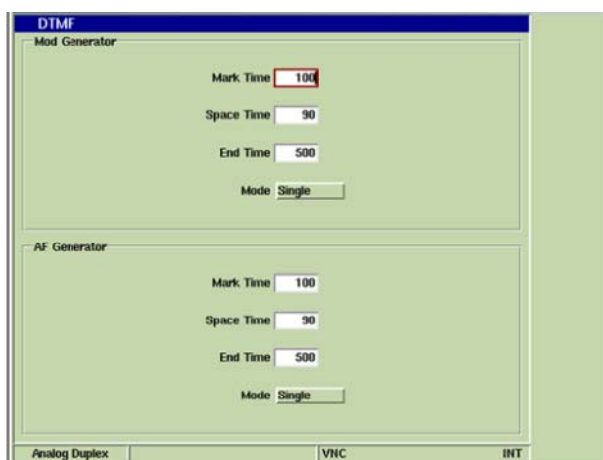 DTMF
Mod Generator
Mark Time 100
Space Time 90
End Time 500
Mode Single
AF Generator
Mark Time 100
Space Time 90
End Time 500
Mode Single
Analog Duplex VNC INT